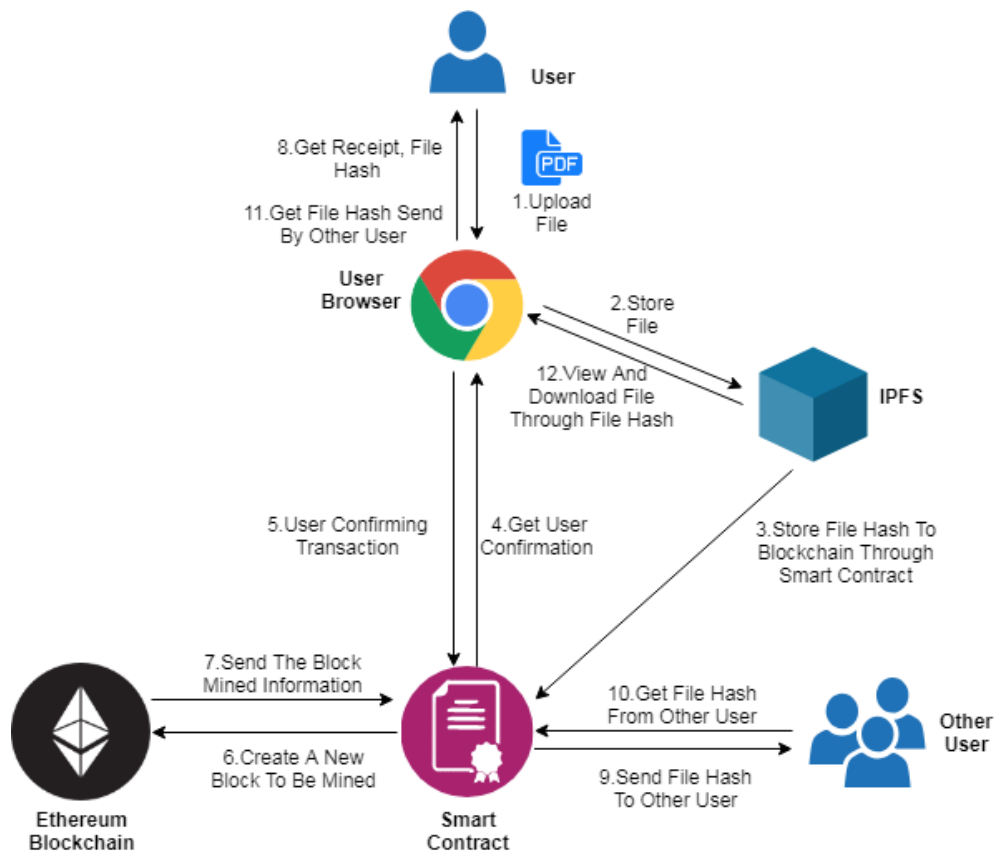 User
8.Get Receipt, File
Hash
PDF
1.Upload
File
11.Get File Hash Send
By Other User
User
Browser
2.Store
File
12.View And
Download File
Through File Hash
IPFS
5.User Confirming
Transaction
4.Get User
Confirmation
3.Store File Hash To
Blockchain Through
Smart Contract
7.Send The Block
Mined Information
10.Get File Hash
From Other User
Other
User
6.Create A New
Block To Be Mined
9.Send File Hash
To Other User
Ethereum
Blockchain
Smart
Contract